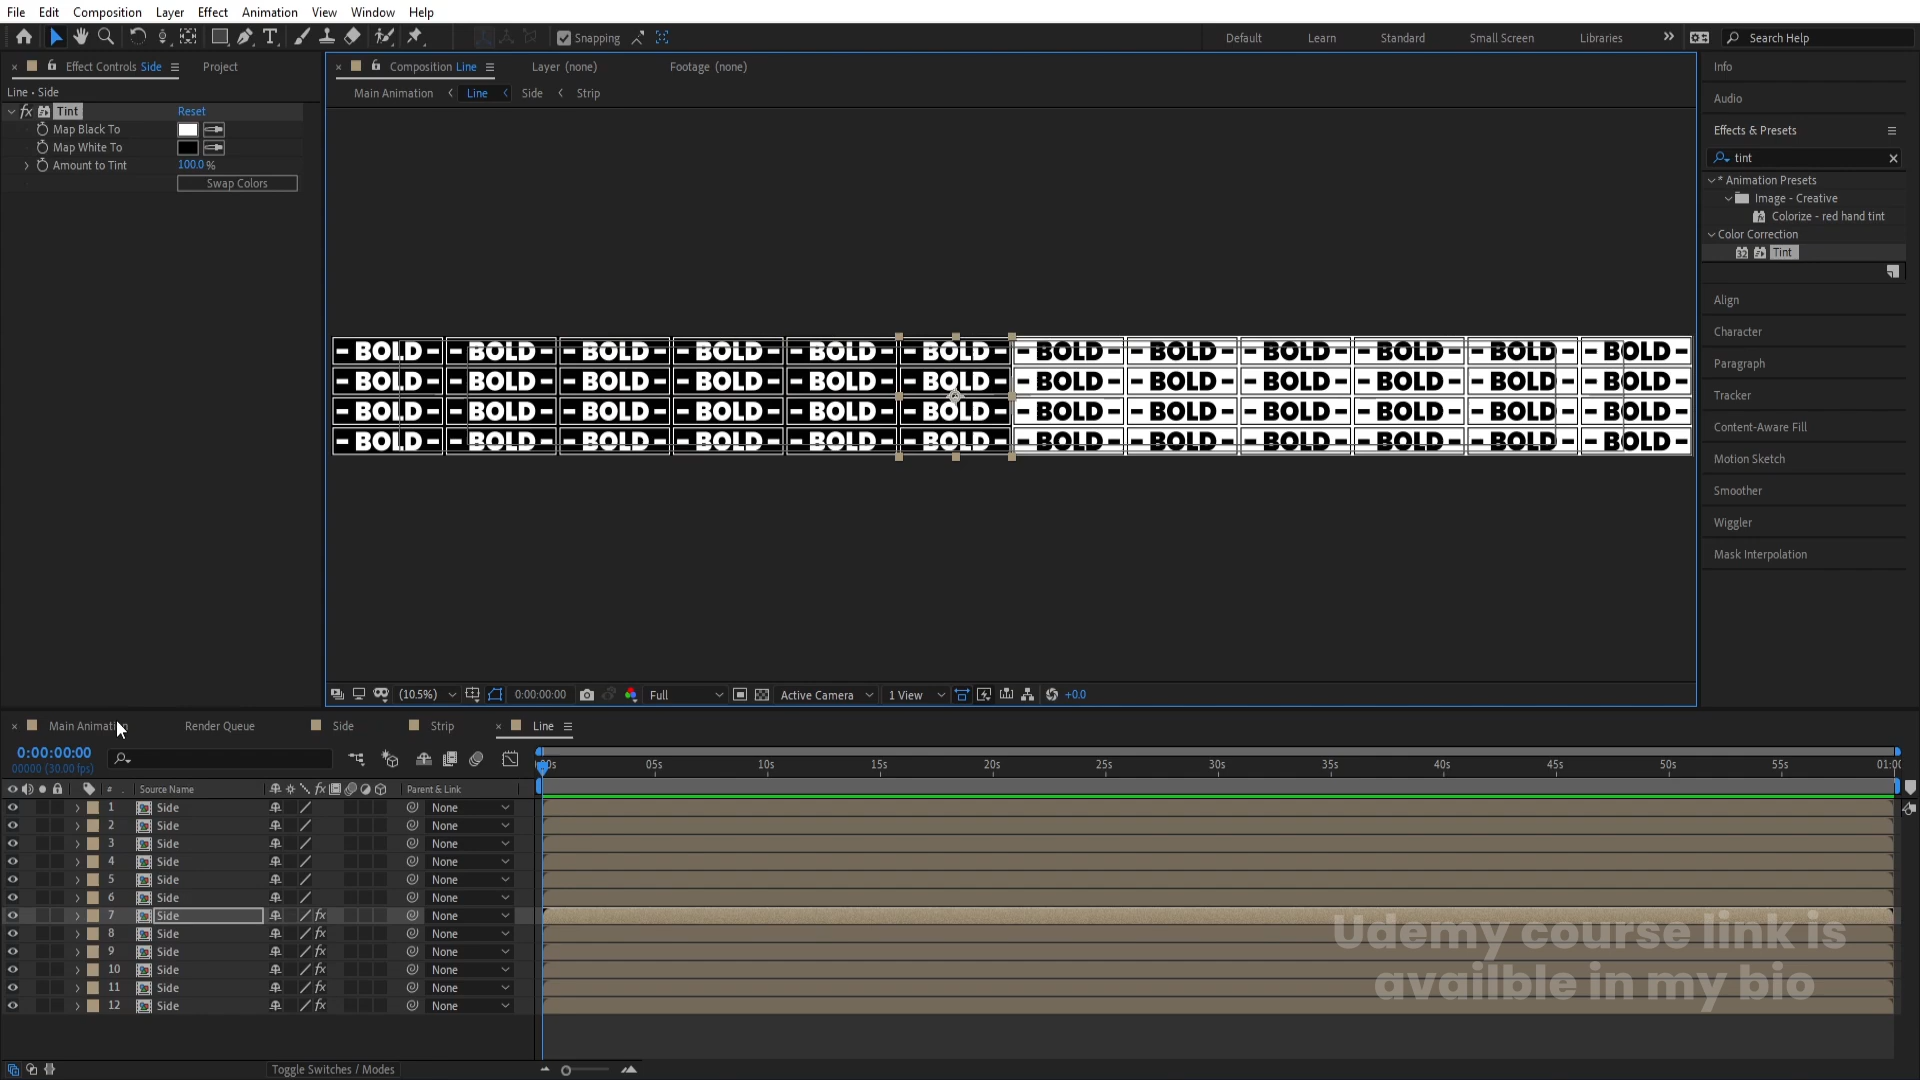 File Edit Composition Layer Effect Animation View Window Help
Snapping Default Learn Standard Small Screen Libraries Search Help
Effect Controls Side Project Composition Line Layer (none) Footage (none) Info
Line • Side Main Animation Line Side Strip Audio
fx Tint Reset
Map Black To
Map White To
Amount to Tint 100.0 %
Swap Colors
Effects & Presets
tint
* Animation Presets
Image - Creative
Colorize - red hand tint
Color Correction
32 Tint
Align
Character
Paragraph
Tracker
Content-Aware Fill
Motion Sketch
Smoother
Wiggler
Mask Interpolation
- BOLD - - BOLD - - BOLD - - BOLD - - BOLD - - BOLD - - BOLD - - BOLD - - BOLD - - BOLD - - BOLD - - BOLD -
- BOLD - - BOLD - - BOLD - - BOLD - - BOLD - - BOLD - - BOLD - - BOLD - - BOLD - - BOLD - - BOLD - - BOLD -
- BOLD - - BOLD - - BOLD - - BOLD - - BOLD - - BOLD - - BOLD - - BOLD - - BOLD - - BOLD - - BOLD - - BOLD -
- BOLD - - BOLD - - BOLD - - BOLD - - BOLD - - BOLD - - BOLD - - BOLD - - BOLD - - BOLD - - BOLD - - BOLD -
(10.5%) 0:00:00:00 Full Active Camera 1 View +0.0
Main Animation Render Queue Side Strip Line
0:00:00:00
00000 (30.00 fps)
05s 10s 15s 20s 25s 30s 35s 40s 45s 50s 55s
# Source Name fx Parent & Link
1 Side None
2 Side None
3 Side None
4 Side None
5 Side None
6 Side None
7 Side fx None
8 Side fx None
9 Side fx None
10 Side fx None
11 Side fx None
12 Side fx None
Udemy course link is
availble in my bio
Toggle Switches / Modes